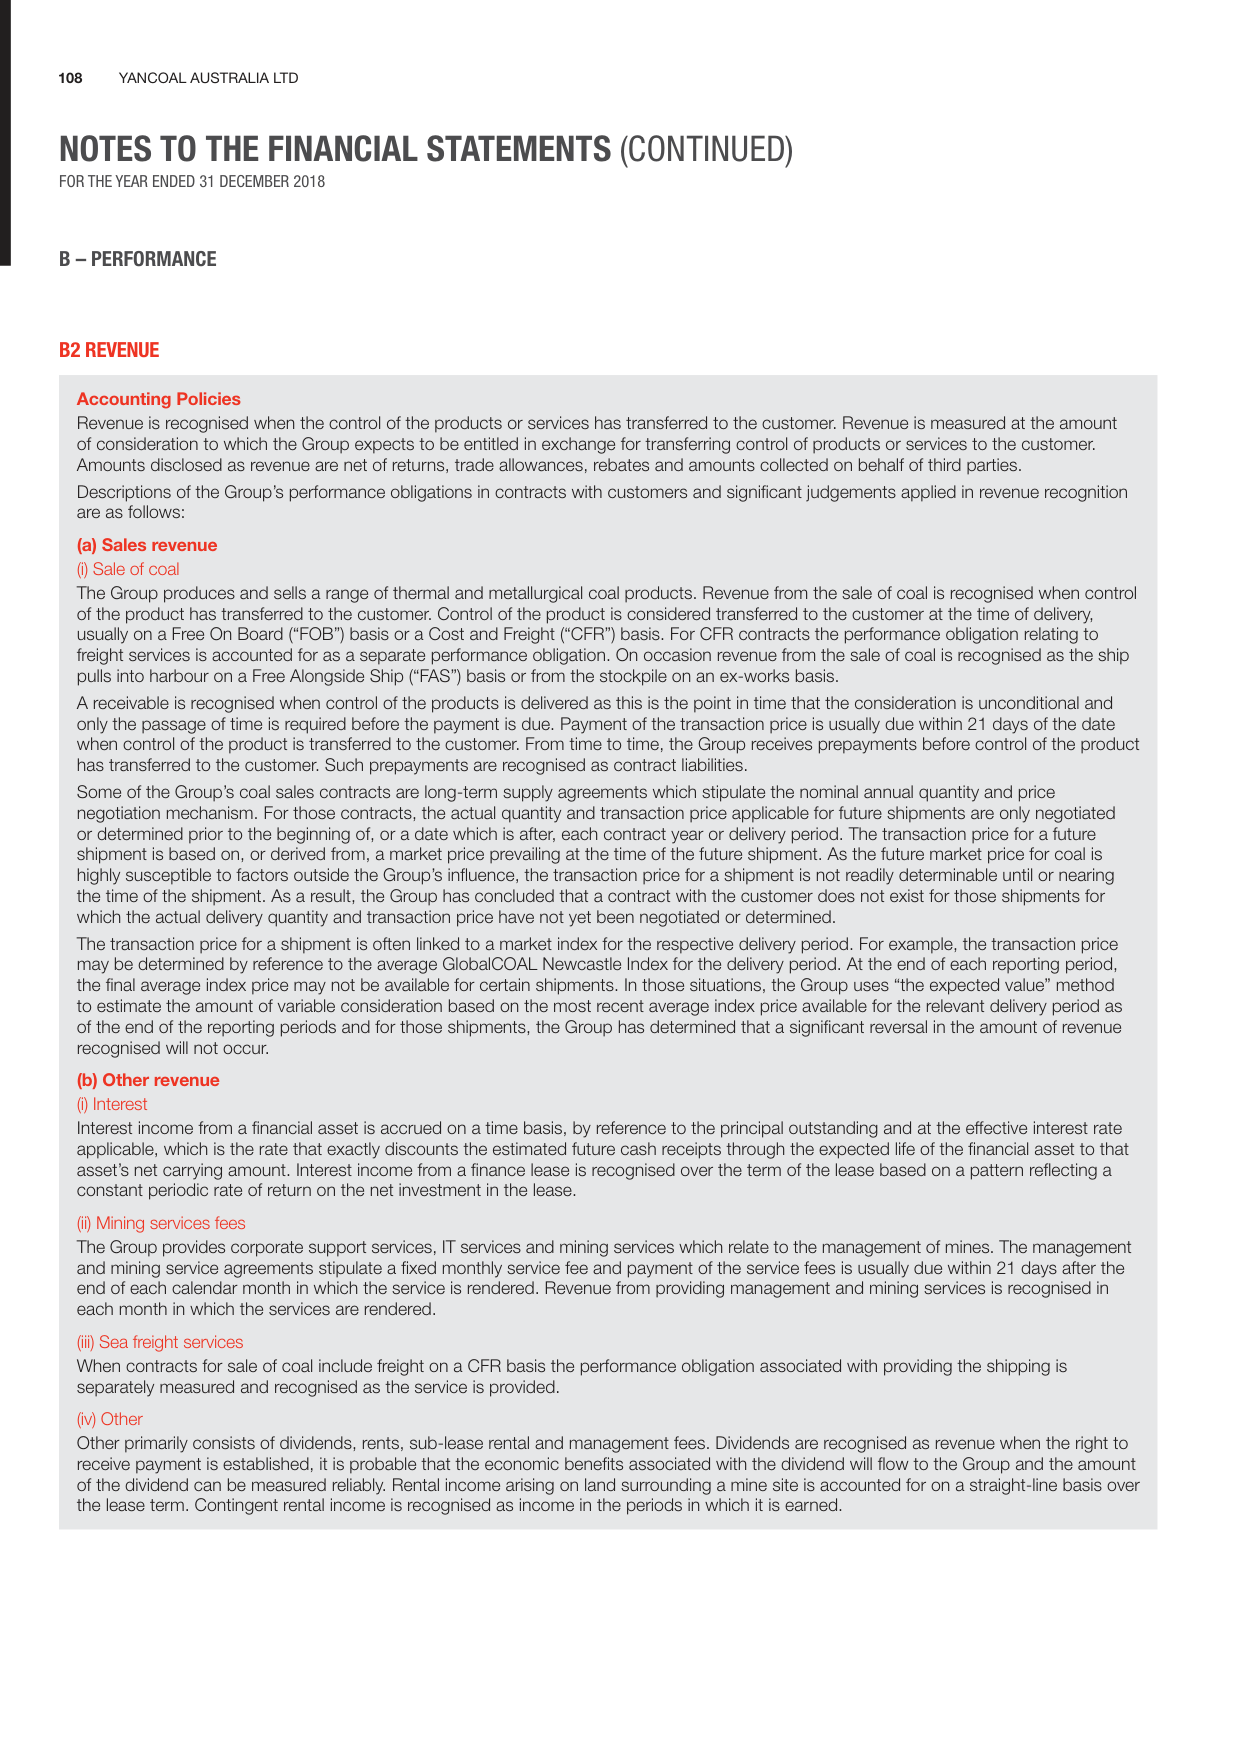 108 YANCOAL AUSTRALIA LTD
NOTES TO THE FINANCIAL STATEMENTS (CONTINUED)
FOR THE YEAR ENDED 31 DECEMBER 2018
B – PERFORMANCE
B2 REVENUE
Accounting Policies
Revenue is recognised when the control of the products or services has transferred to the customer. Revenue is measured at the amount
of consideration to which the Group expects to be entitled in exchange for transferring control of products or services to the customer.
Amounts disclosed as revenue are net of returns, trade allowances, rebates and amounts collected on behalf of third parties.
Descriptions of the Group’s performance obligations in contracts with customers and significant judgements applied in revenue recognition
are as follows:
(a) Sales revenue
(i) Sale of coal
The Group produces and sells a range of thermal and metallurgical coal products. Revenue from the sale of coal is recognised when control
of the product has transferred to the customer. Control of the product is considered transferred to the customer at the time of delivery,
usually on a Free On Board (“FOB”) basis or a Cost and Freight (“CFR”) basis. For CFR contracts the performance obligation relating to
freight services is accounted for as a separate performance obligation. On occasion revenue from the sale of coal is recognised as the ship
pulls into harbour on a Free Alongside Ship (“FAS”) basis or from the stockpile on an ex-works basis.
A receivable is recognised when control of the products is delivered as this is the point in time that the consideration is unconditional and
only the passage of time is required before the payment is due. Payment of the transaction price is usually due within 21 days of the date
when control of the product is transferred to the customer. From time to time, the Group receives prepayments before control of the product
has transferred to the customer. Such prepayments are recognised as contract liabilities.
Some of the Group’s coal sales contracts are long-term supply agreements which stipulate the nominal annual quantity and price
negotiation mechanism. For those contracts, the actual quantity and transaction price applicable for future shipments are only negotiated
or determined prior to the beginning of, or a date which is after, each contract year or delivery period. The transaction price for a future
shipment is based on, or derived from, a market price prevailing at the time of the future shipment. As the future market price for coal is
highly susceptible to factors outside the Group’s influence, the transaction price for a shipment is not readily determinable until or nearing
the time of the shipment. As a result, the Group has concluded that a contract with the customer does not exist for those shipments for
which the actual delivery quantity and transaction price have not yet been negotiated or determined.
The transaction price for a shipment is often linked to a market index for the respective delivery period. For example, the transaction price
may be determined by reference to the average GlobalCOAL Newcastle Index for the delivery period. At the end of each reporting period,
the final average index price may not be available for certain shipments. In those situations, the Group uses “the expected value” method
to estimate the amount of variable consideration based on the most recent average index price available for the relevant delivery period as
of the end of the reporting periods and for those shipments, the Group has determined that a significant reversal in the amount of revenue
recognised will not occur.
(b) Other revenue
(i) Interest
Interest income from a financial asset is accrued on a time basis, by reference to the principal outstanding and at the effective interest rate
applicable, which is the rate that exactly discounts the estimated future cash receipts through the expected life of the financial asset to that
asset’s net carrying amount. Interest income from a finance lease is recognised over the term of the lease based on a pattern reflecting a
constant periodic rate of return on the net investment in the lease.
(ii) Mining services fees
The Group provides corporate support services, IT services and mining services which relate to the management of mines. The management
and mining service agreements stipulate a fixed monthly service fee and payment of the service fees is usually due within 21 days after the
end of each calendar month in which the service is rendered. Revenue from providing management and mining services is recognised in
each month in which the services are rendered.
(iii) Sea freight services
When contracts for sale of coal include freight on a CFR basis the performance obligation associated with providing the shipping is
separately measured and recognised as the service is provided.
(iv) Other
Other primarily consists of dividends, rents, sub-lease rental and management fees. Dividends are recognised as revenue when the right to
receive payment is established, it is probable that the economic benefits associated with the dividend will flow to the Group and the amount
of the dividend can be measured reliably. Rental income arising on land surrounding a mine site is accounted for on a straight-line basis over
the lease term. Contingent rental income is recognised as income in the periods in which it is earned.